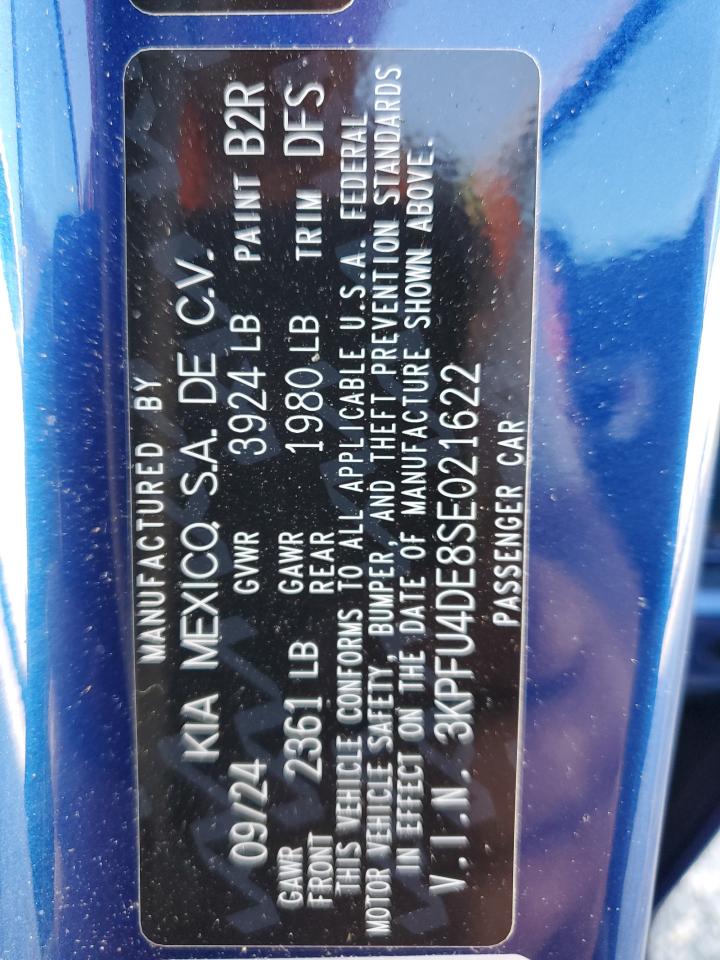 MANUFACTURED BY
KIA MEXICO, S.A. DE C.V.
09/24 GVWR 3924 LB PAINT B2R
GAWR FRONT 2361 LB GAWR REAR 1980 LB TRIM DFS
THIS VEHICLE CONFORMS TO ALL APPLICABLE U.S.A. FEDERAL
MOTOR VEHICLE SAFETY, BUMPER, AND THEFT PREVENTION STANDARDS
IN EFFECT ON THE DATE OF MANUFACTURE SHOWN ABOVE.
V.I.N. 3KPFU4DE8SE021622
PASSENGER CAR